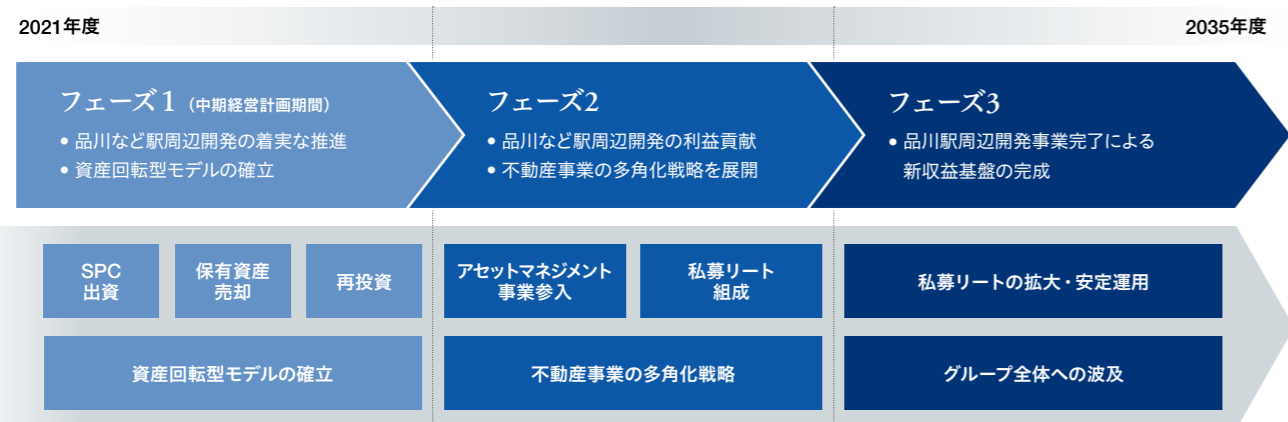 2021年度
2035年度
フェーズ1（中期経営計画期間）
• 品川など駅周辺開発の着実な推進
• 資産回転型モデルの確立
フェーズ2
• 品川など駅周辺開発の利益貢献
• 不動産事業の多角化戦略を展開
フェーズ3
• 品川駅周辺開発事業完了による
新収益基盤の完成
SPC
出資
保有資産
売却
再投資
アセットマネジメント
事業参入
私募リート
組成
私募リートの拡大・安定運用
資産回転型モデルの確立
不動産事業の多角化戦略
グループ全体への波及